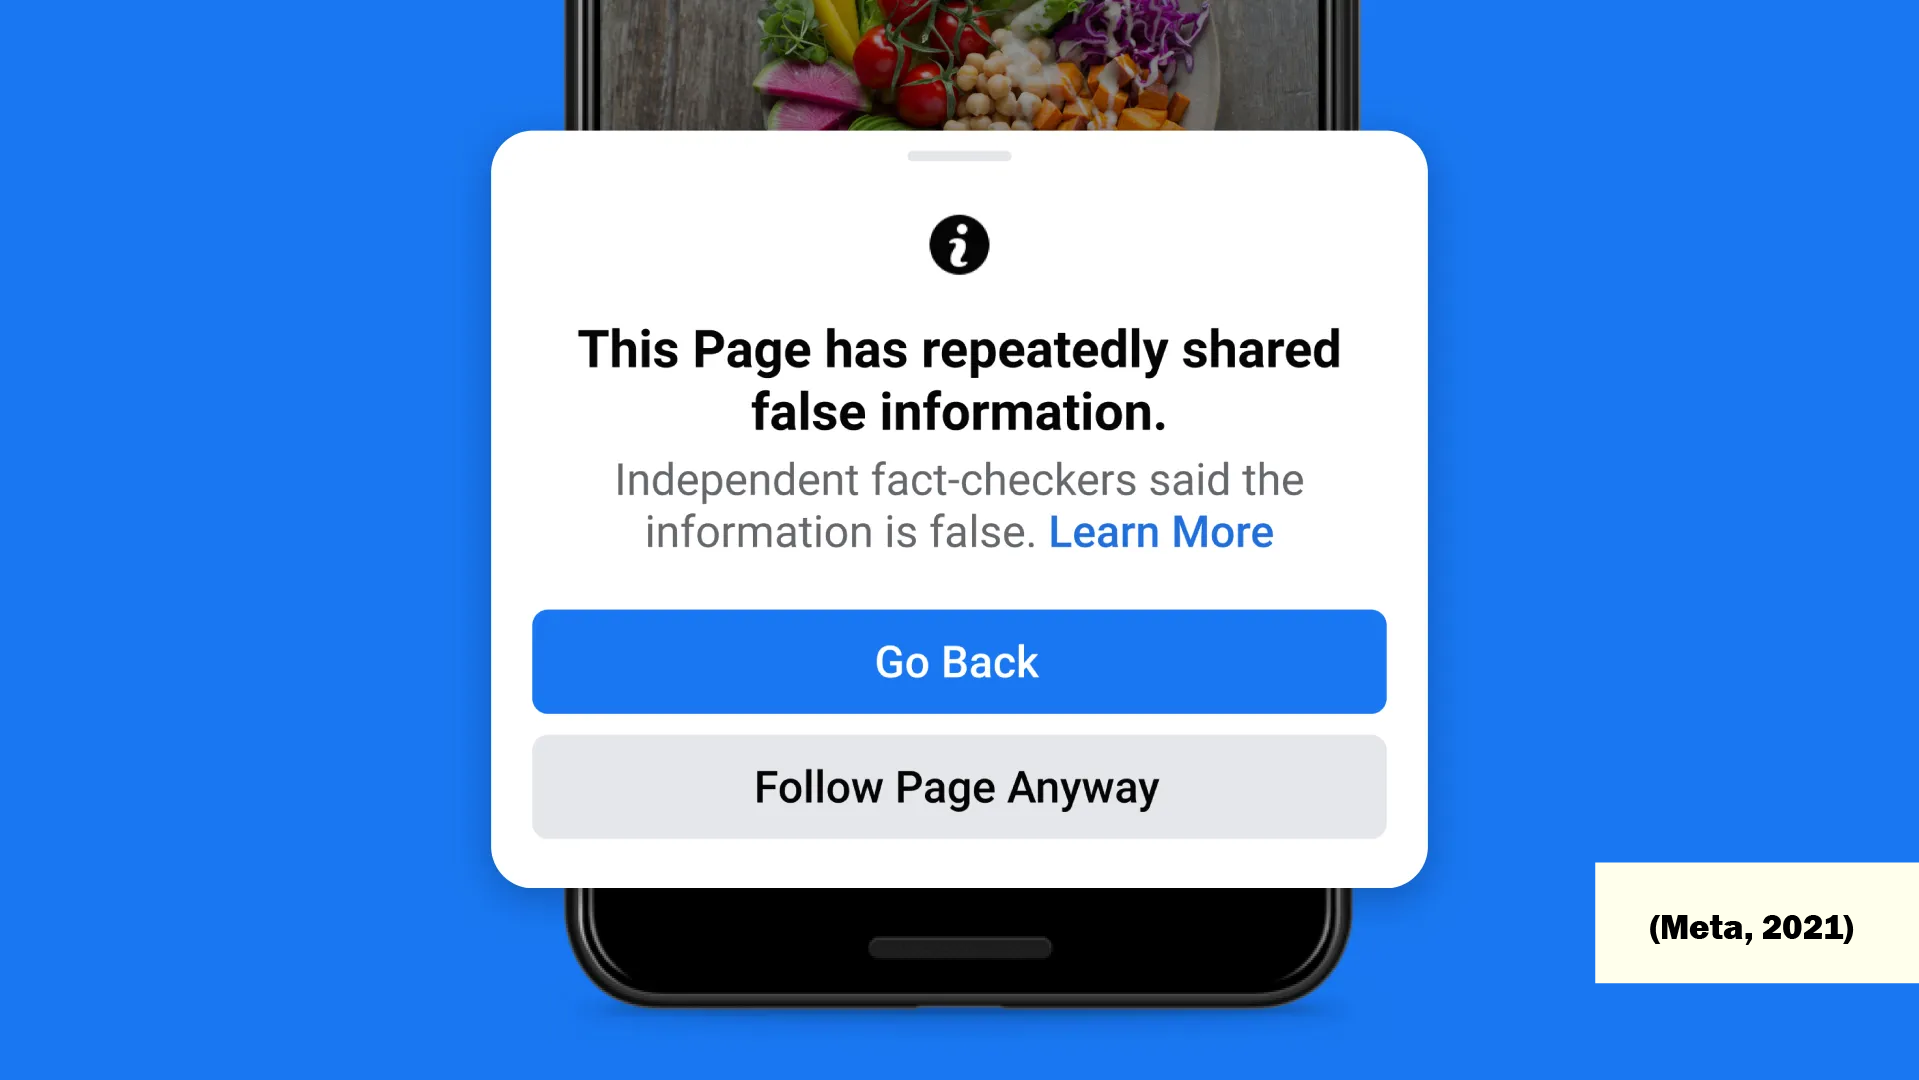 This Page has repeatedly shared
false information.
Independent fact-checkers said the
information is false. Learn More
Go Back
Follow Page Anyway
(Meta, 2021)